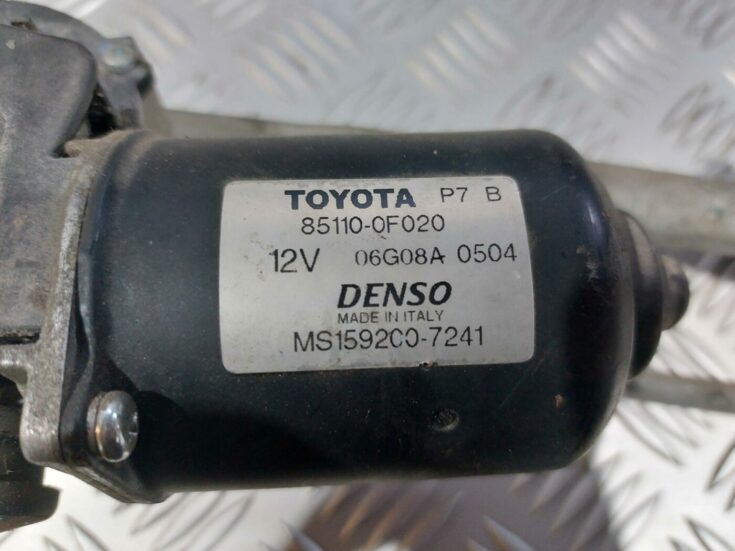 TOYOTA P7 B
85110-0F020
12V 06G08A 0504
DENSO
MADE IN ITALY
MS159200-7241